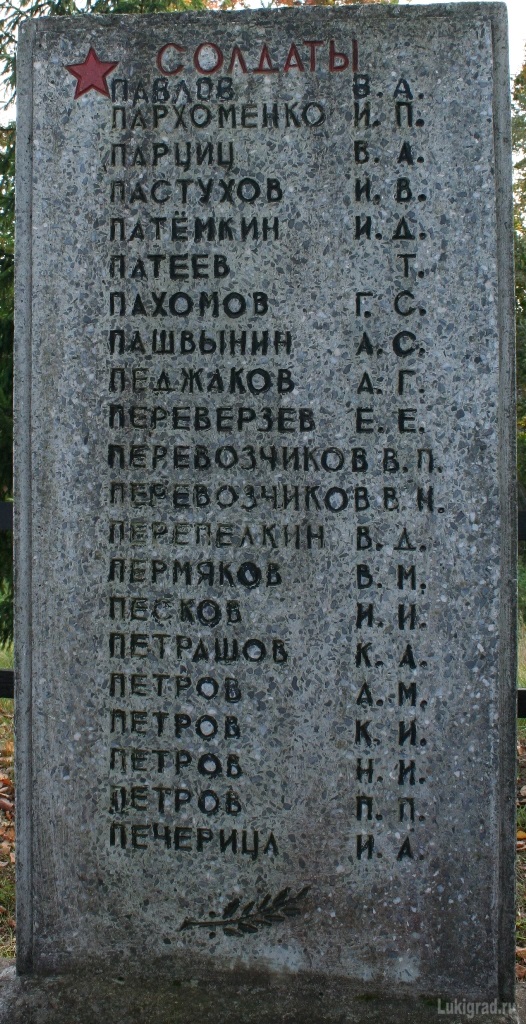 СОЛДАТЫ
ПАВЛОВ В. А.
ПАРХОМЕНКО И. П.
ПАРЦИЦ В. А.
ПАСТУХОВ И. В.
ПАТЁМКИН И. Д.
ПАТЕЕВ Т.
ПАХОМОВ Г. С.
ПАШВЫНИН А. С.
ПЕДЖАКОВ А. Г.
ПЕРЕВЕРЗЕВ Е. Е.
ПЕРЕВОЗЧИКОВ В. П.
ПЕРЕВОЗЧИКОВ В. Н.
ПЕРЕПЕЛКИН В. Д.
ПЕРМЯКОВ В. М.
ПЕСКОВ И. И.
ПЕТРАШОВ К. А.
ПЕТРОВ А. М.
ПЕТРОВ К. И.
ПЕТРОВ Н. И.
ПЕТРОВ П. П.
ПЕЧЕРИЦА И. А.
Lukigrad.ru